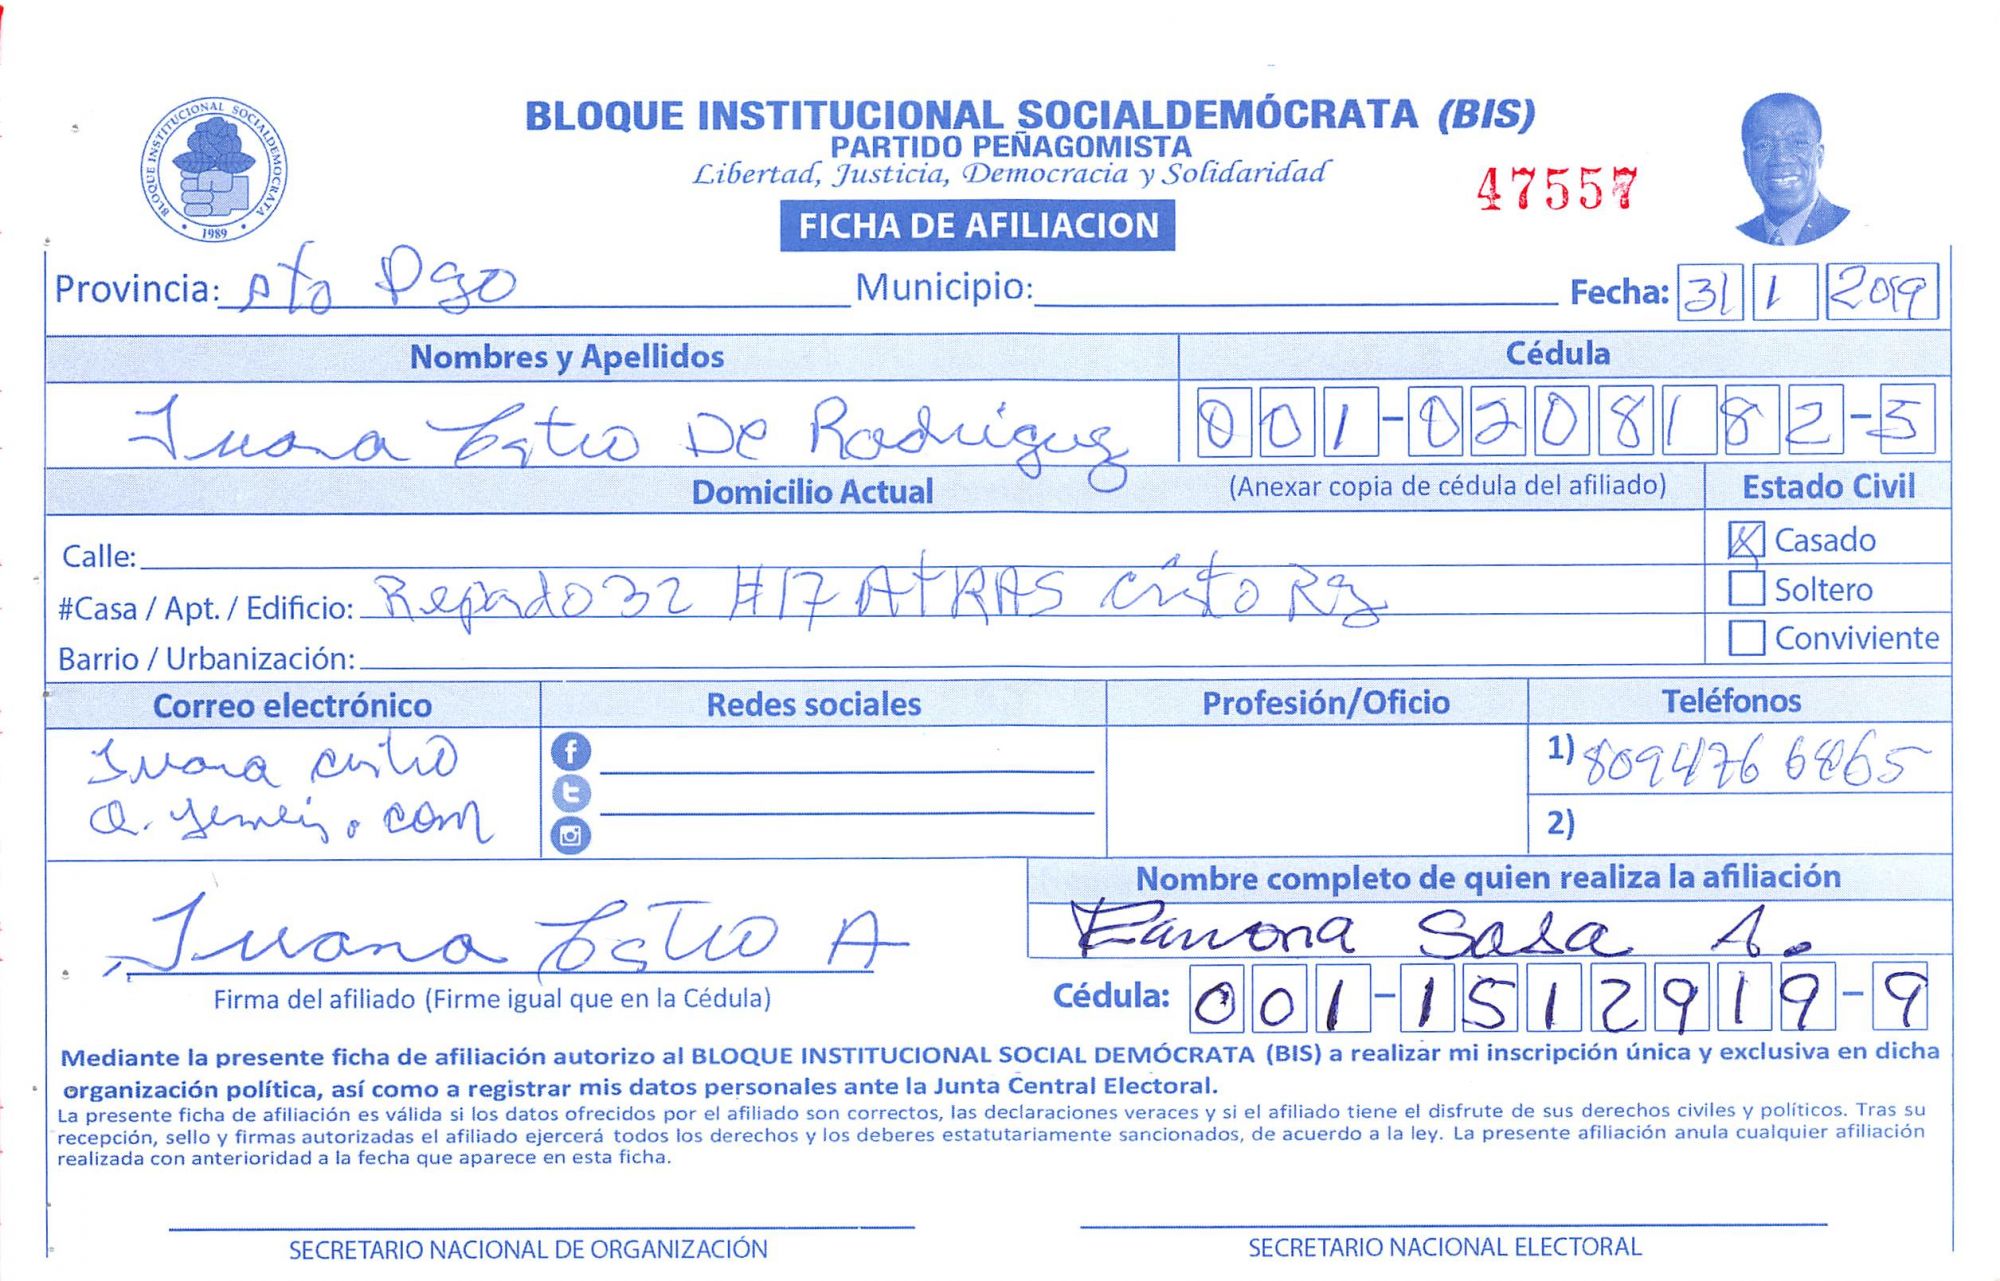 BLOQUE INSTITUCIONAL SOCIALDEMOCRATA
1989
BLOQUE INSTITUCIONAL SOCIALDEMÓCRATA (BIS)
PARTIDO PEÑAGOMISTA
Libertad, Justicia, Democracia y Solidaridad
47557
FICHA DE AFILIACION
Provincia: sto Dgo Municipio: Fecha: 31 1 2019
Nombres y Apellidos Cédula
Juana De Rodriguez 001-0208182-5
Domicilio Actual (Anexar copia de cédula del afiliado) Estado Civil
Calle: Casado
#Casa / Apt. / Edificio: 32 #17 ATRAS Soltero
Barrio / Urbanización: Conviviente
Correo electrónico Redes sociales Profesión/Oficio Teléfonos
Juana 1) 809476 6865
.com 2)
Nombre completo de quien realiza la afiliación
Juana A Ramona Sosa A.
Firma del afiliado (Firme igual que en la Cédula) Cédula: 001-1512919-9
Mediante la presente ficha de afiliación autorizo al BLOQUE INSTITUCIONAL SOCIAL DEMÓCRATA (BIS) a realizar mi inscripción única y exclusiva en dicha
organización política, así como a registrar mis datos personales ante la Junta Central Electoral.
La presente ficha de afiliación es válida si los datos ofrecidos por el afiliado son correctos, las declaraciones veraces y si el afiliado tiene el disfrute de sus derechos civiles y políticos. Tras su
recepción, sello y firmas autorizadas el afiliado ejercerá todos los derechos y los deberes estatutariamente sancionados, de acuerdo a la ley. La presente afiliación anula cualquier afiliación
realizada con anterioridad a la fecha que aparece en esta ficha.
SECRETARIO NACIONAL DE ORGANIZACIÓN SECRETARIO NACIONAL ELECTORAL